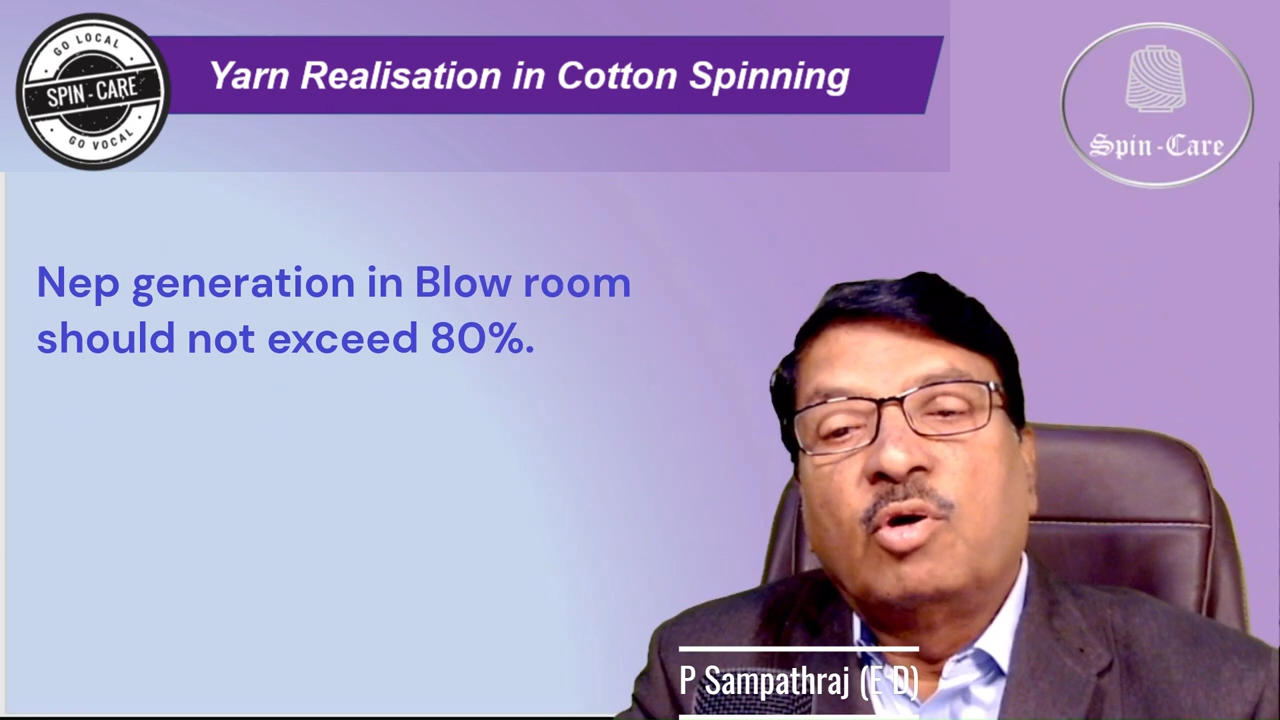 GO LOCAL
SPIN-CARE
GO VOCAL
Yarn Realisation in Cotton Spinning
Spin-Care
Nep generation in Blow room
should not exceed 80%.
P Sampathraj (E D)